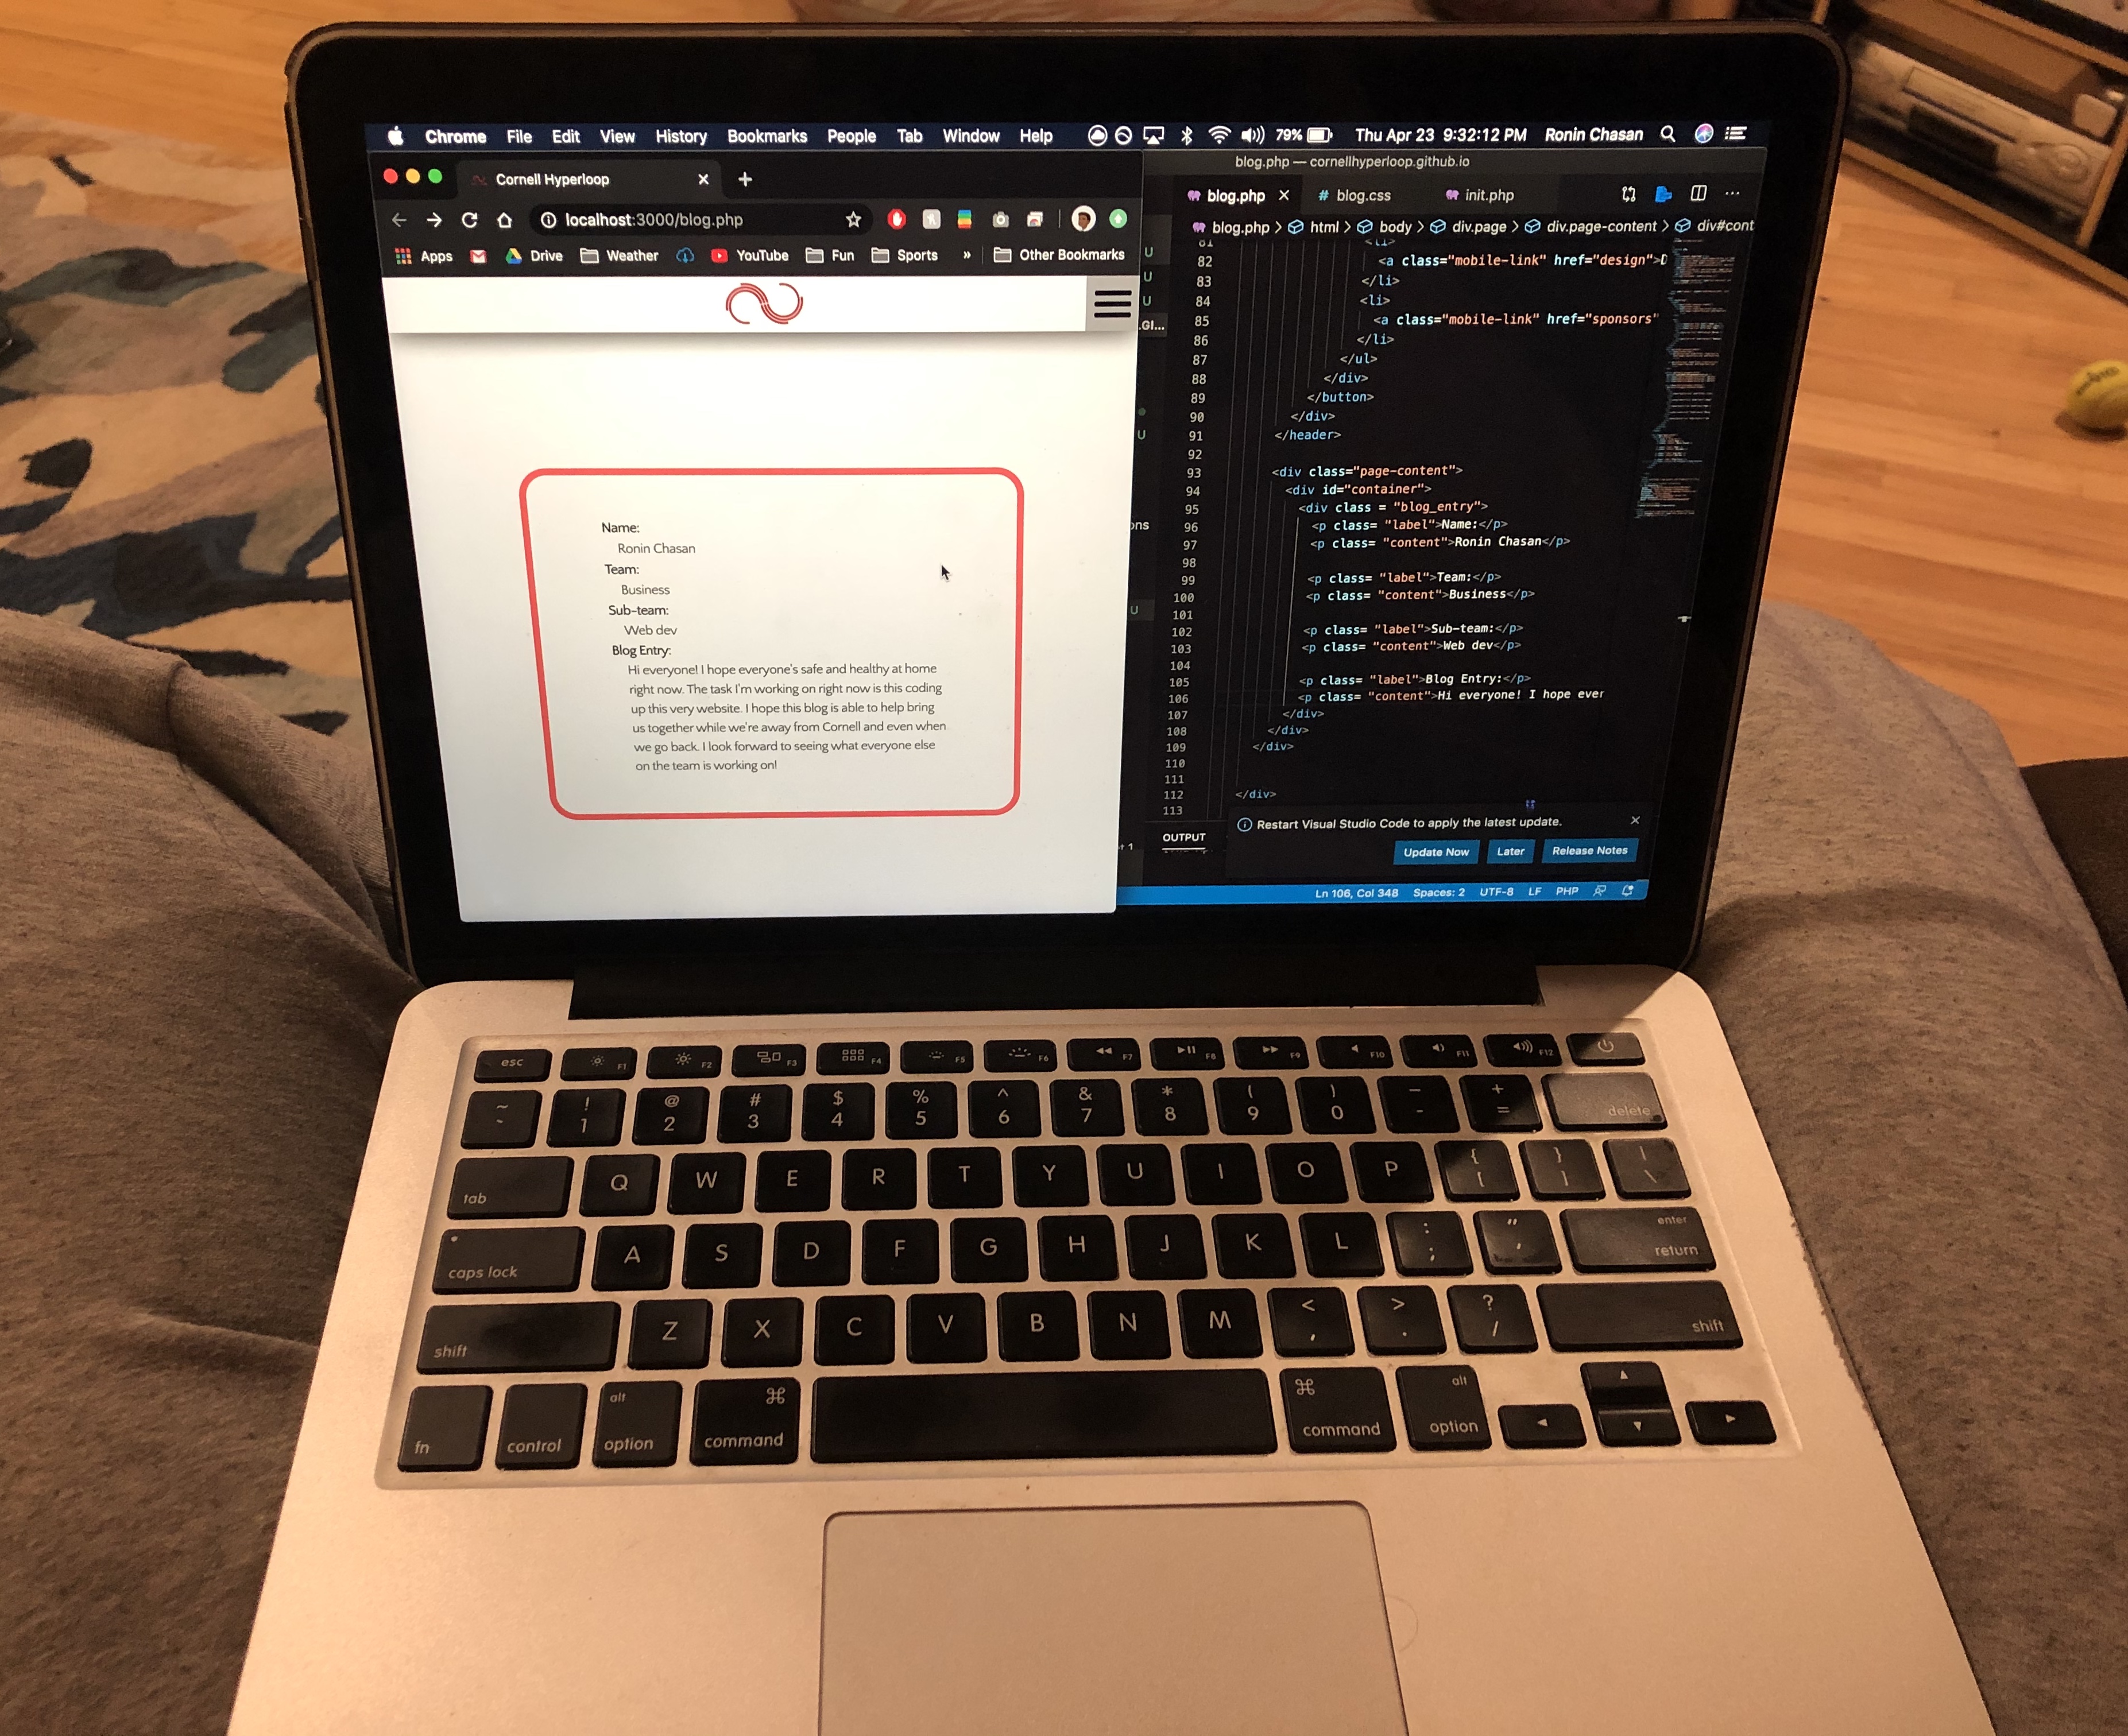 Chrome File Edit View History Bookmarks People Tab Window Help 79% Thu Apr 23 9:32:12 PM Ronin Chasan
Cornell Hyperloop
localhost:3000/blog.php
Apps Drive Weather YouTube Fun Sports » Other Bookmarks
Name:
Ronin Chasan
Team:
Business
Sub-team:
Web dev
Blog Entry:
Hi everyone! I hope everyone's safe and healthy at home
right now. The task I'm working on right now is this coding
up this very website. I hope this blog is able to help bring
us together while we're away from Cornell and even when
we go back. I look forward to seeing what everyone else
on the team is working on!
blog.php — cornellhyperloop.github.io
blog.php # blog.css init.php ...
blog.php > html > body > div.page > div.page-content > div#cont
U
U
U
.GI...
U
ons
U
81 <li>
82 <a class="mobile-link" href="design">D
83 </li>
84 <li>
85 <a class="mobile-link" href="sponsors"
86 </li>
87 </ul>
88 </div>
89 </button>
90 </div>
91 </header>
92
93 <div class="page-content">
94 <div id="container">
95 <div class = "blog_entry">
96 <p class= "label">Name:</p>
97 <p class= "content">Ronin Chasan</p>
98
99 <p class= "label">Team:</p>
100 <p class= "content">Business</p>
101
102 <p class= "label">Sub-team:</p>
103 <p class= "content">Web dev</p>
104
105 <p class= "label">Blog Entry:</p>
106 <p class= "content">Hi everyone! I hope ever
107 </div>
108 </div>
109 </div>
110
111
112 </div>
113
OUTPUT
Restart Visual Studio Code to apply the latest update.
Update Now Later Release Notes
Ln 106, Col 348 Spaces: 2 UTF-8 LF PHP
esc F1 F2 F3 F4 F5 F6 F7 F8 F9 F10 F11 F12
~ ! @ # $ % ^ & * ( ) — +
` 1 2 3 4 5 6 7 8 9 0 - = delete
tab Q W E R T Y U I O P { [ } ] | \
caps lock A S D F G H J K L : ; " ' enter return
shift Z X C V B N M < , > . ? / shift
fn control alt option ⌘ command ⌘ command alt option